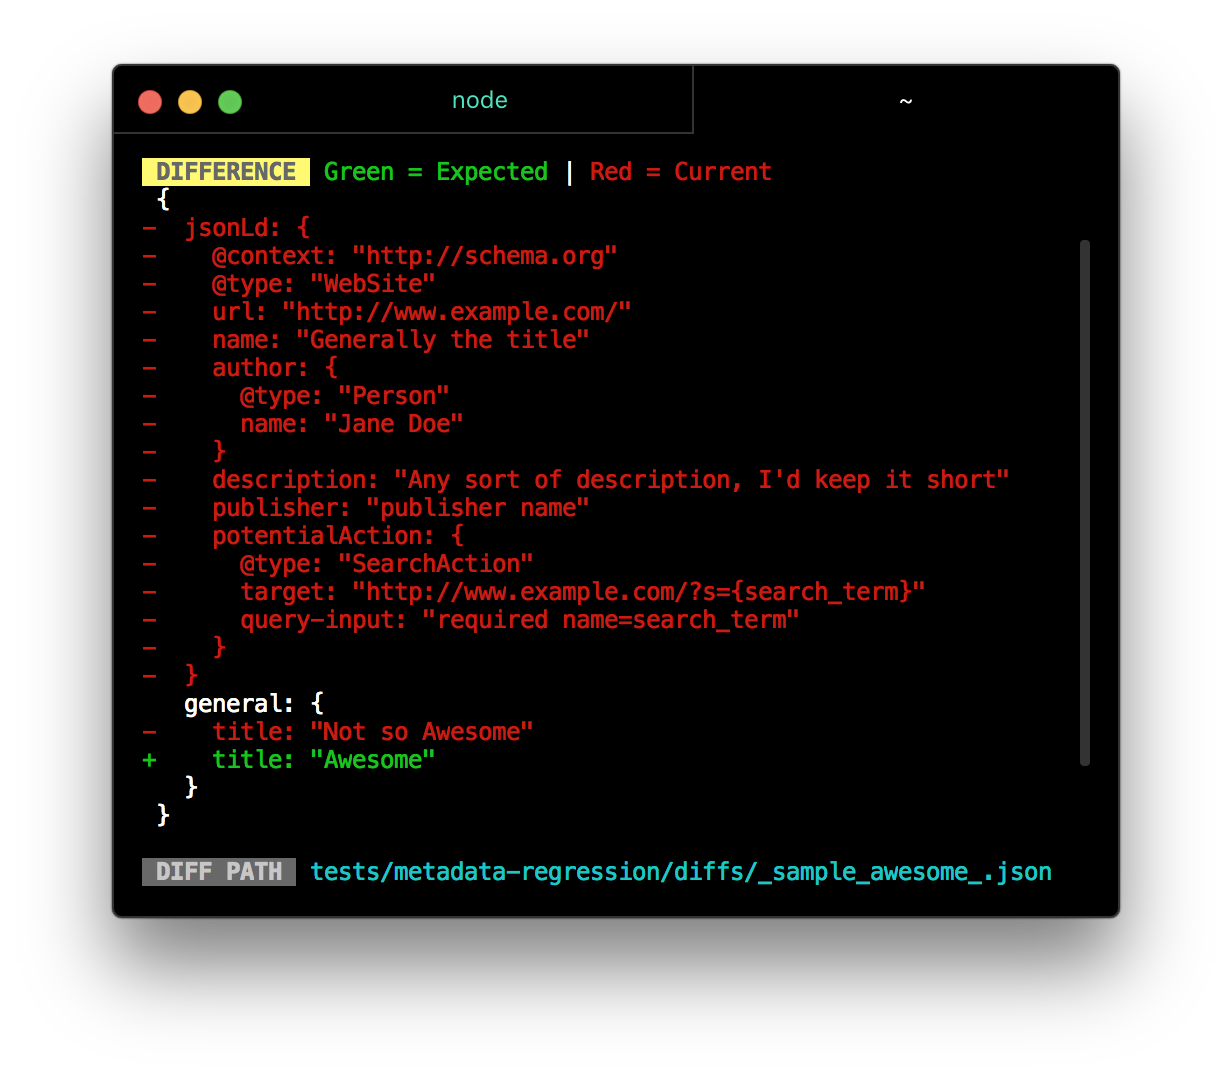 node
~
DIFFERENCE Green = Expected | Red = Current
 {
-  jsonLd: {
-    @context: "http://schema.org"
-    @type: "WebSite"
-    url: "http://www.example.com/"
-    name: "Generally the title"
-    author: {
-      @type: "Person"
-      name: "Jane Doe"
-    }
-    description: "Any sort of description, I'd keep it short"
-    publisher: "publisher name"
-    potentialAction: {
-      @type: "SearchAction"
-      target: "http://www.example.com/?s={search_term}"
-      query-input: "required name=search_term"
-    }
-  }
   general: {
-    title: "Not so Awesome"
+    title: "Awesome"
   }
 }
DIFF PATH tests/metadata-regression/diffs/_sample_awesome_.json